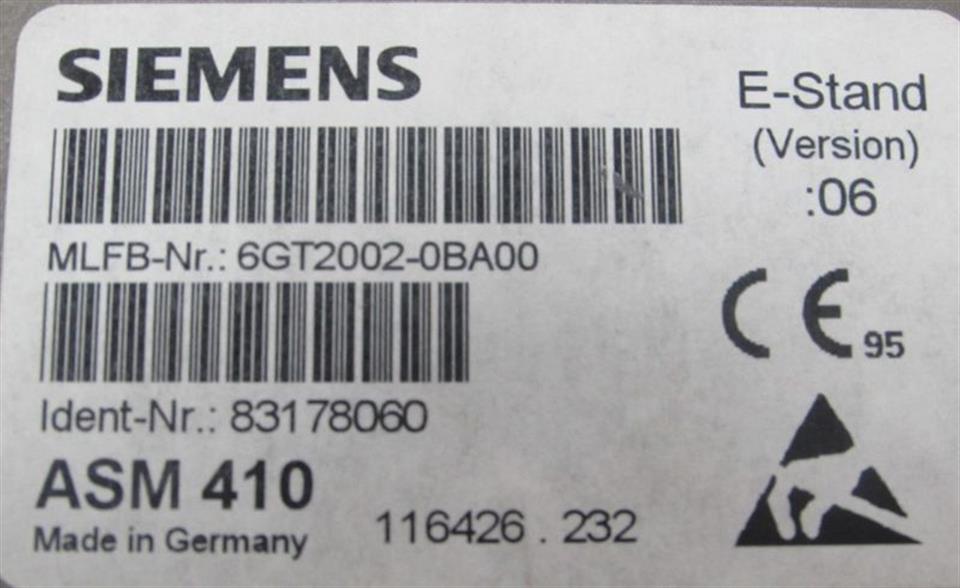 SIEMENS
E-Stand
(Version)
:06
MLFB-Nr.: 6GT2002-0BA00
CE 95
Ident-Nr.: 83178060
ASM 410
Made in Germany
116426 . 232